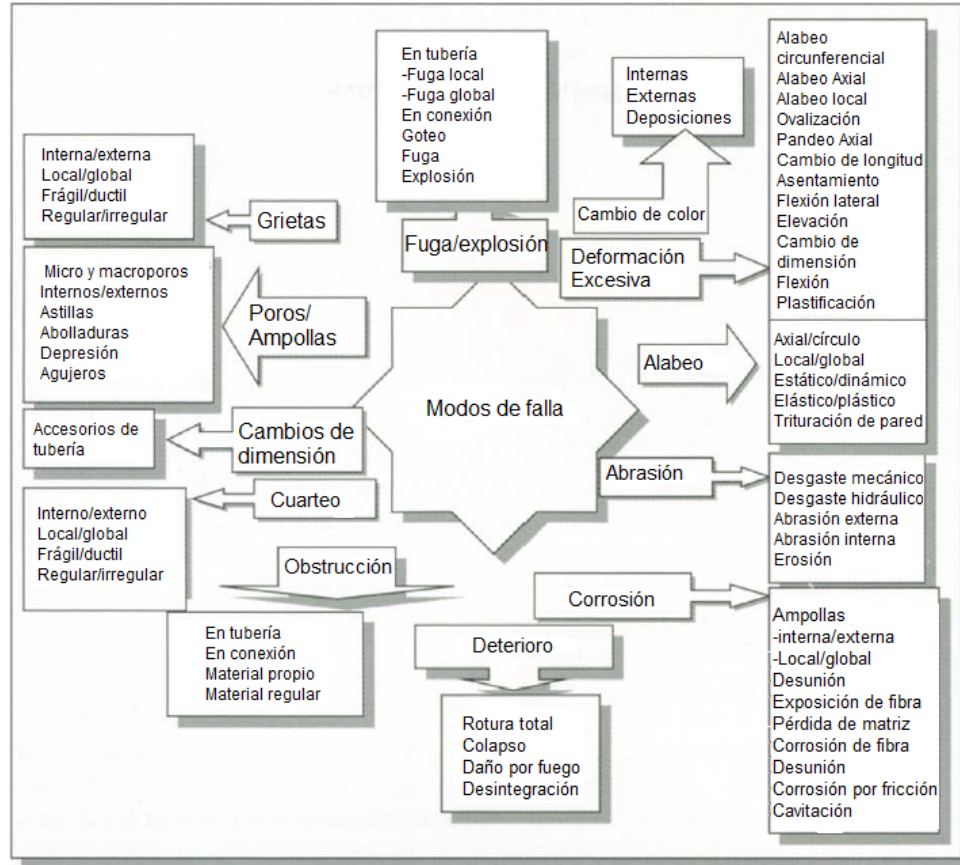 En tubería
-Fuga local
-Fuga global
En conexión
Goteo
Fuga
Explosión
Fuga/explosión
Internas
Externas
Deposiciones
Cambio de color
Alabeo
circunferencial
Alabeo Axial
Alabeo local
Ovalización
Pandeo Axial
Cambio de longitud
Asentamiento
Flexión lateral
Elevación
Cambio de
dimensión
Flexión
Plastificación
Deformación
Excesiva
Interna/externa
Local/global
Frágil/ductil
Regular/irregular
Grietas
Micro y macroporos
Internos/externos
Astillas
Abolladuras
Depresión
Agujeros
Poros/
Ampollas
Modos de falla
Alabeo
Axial/círculo
Local/global
Estático/dinámico
Elástico/plástico
Trituración de pared
Accesorios de
tubería
Cambios de
dimensión
Abrasión
Desgaste mecánico
Desgaste hidráulico
Abrasión externa
Abrasión interna
Erosión
Interno/externo
Local/global
Frágil/ductil
Regular/irregular
Cuarteo
Obstrucción
En tubería
En conexión
Material propio
Material regular
Deterioro
Rotura total
Colapso
Daño por fuego
Desintegración
Corrosión
Ampollas
-interna/externa
-Local/global
Desunión
Exposición de fibra
Pérdida de matriz
Corrosión de fibra
Desunión
Corrosión por fricción
Cavitación